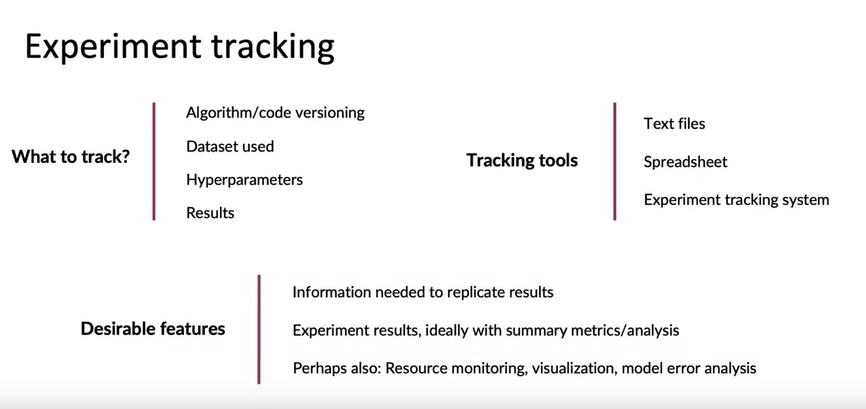 Experiment tracking
What to track?
Algorithm/code versioning
Dataset used
Hyperparameters
Results
Tracking tools
Text files
Spreadsheet
Experiment tracking system
Desirable features
Information needed to replicate results
Experiment results, ideally with summary metrics/analysis
Perhaps also: Resource monitoring, visualization, model error analysis